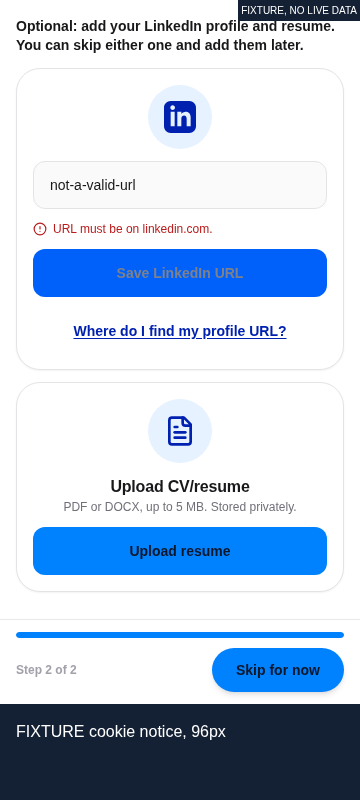 FIXTURE, NO LIVE DATA
Optional: add your LinkedIn profile and resume.
You can skip either one and add them later.
in
not-a-valid-url
URL must be on linkedin.com.
Save LinkedIn URL
Where do I find my profile URL?
Upload CV/resume
PDF or DOCX, up to 5 MB. Stored privately.
Upload resume
Step 2 of 2
Skip for now
FIXTURE cookie notice, 96px